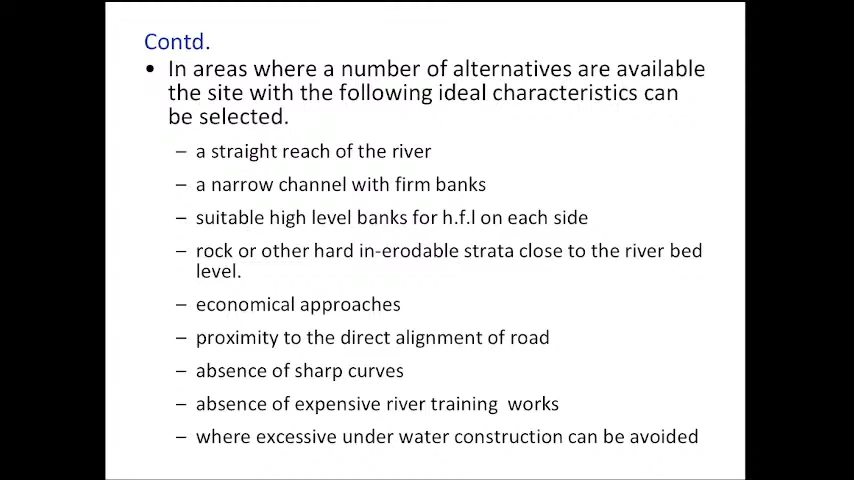 Contd.
• In areas where a number of alternatives are available
the site with the following ideal characteristics can
be selected.
– a straight reach of the river
– a narrow channel with firm banks
– suitable high level banks for h.f.l on each side
– rock or other hard in-erodable strata close to the river bed
level.
– economical approaches
– proximity to the direct alignment of road
– absence of sharp curves
– absence of expensive river training works
– where excessive under water construction can be avoided